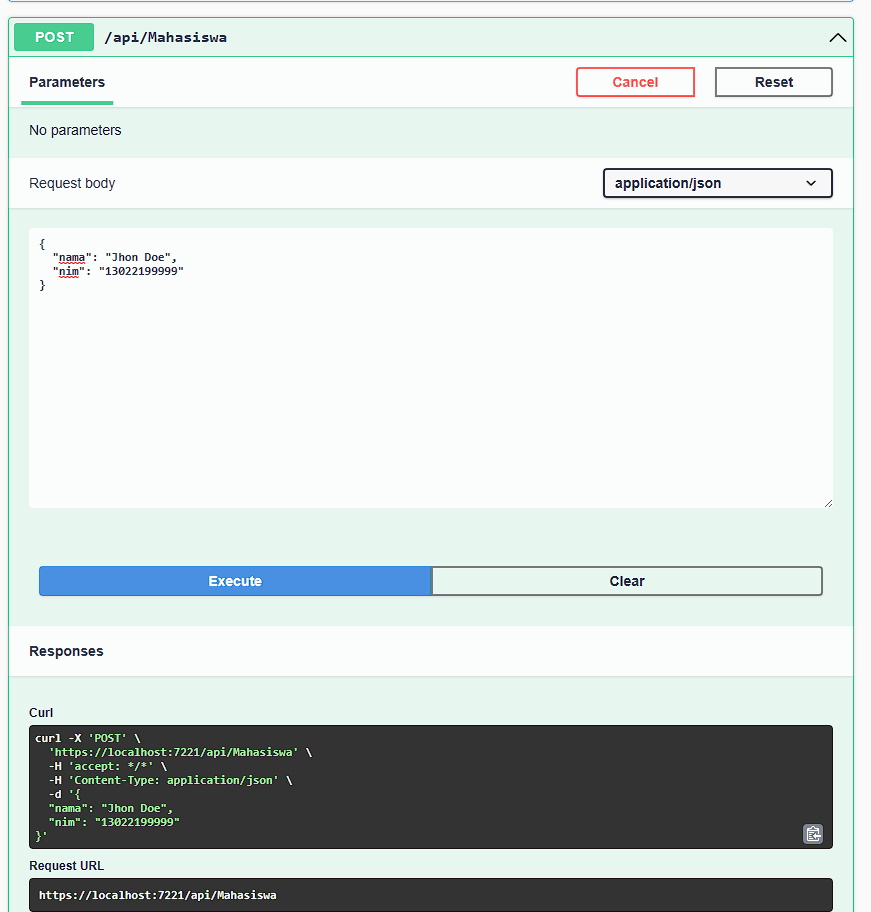 POST /api/Mahasiswa
Parameters Cancel Reset
No parameters
Request body application/json
{
"nama": "Jhon Doe",
"nim": "13022199999"
}
Execute Clear
Responses
Curl
curl -X 'POST' \
'https://localhost:7221/api/Mahasiswa' \
-H 'accept: */*' \
-H 'Content-Type: application/json' \
-d '{
"nama": "Jhon Doe",
"nim": "13022199999"
}'
Request URL
https://localhost:7221/api/Mahasiswa